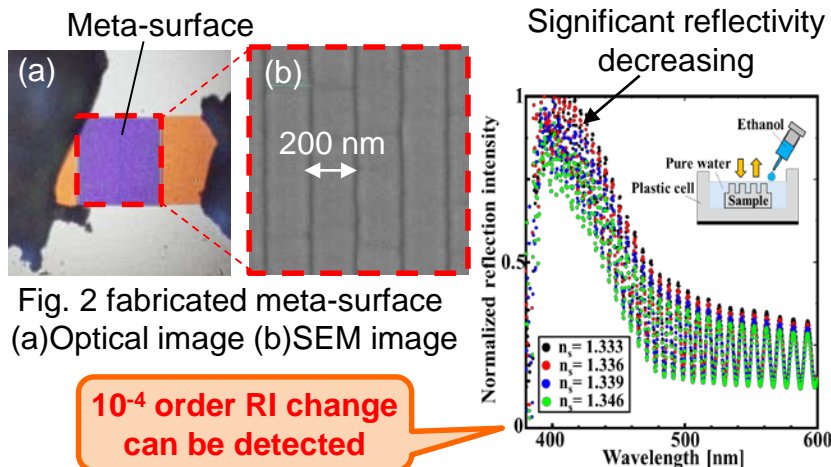 Meta-surface
(a)
(b)
200 nm
Fig. 2 fabricated meta-surface
(a)Optical image (b)SEM image
10⁻⁴ order RI change
can be detected
Significant reflectivity
decreasing
Normalized reflection intensity
1
0.5
0
Ethanol
Pure water
Plastic cell
Sample
nₛ= 1.333
nₛ= 1.336
nₛ= 1.339
nₛ= 1.346
400
500
600
Wavelength [nm]